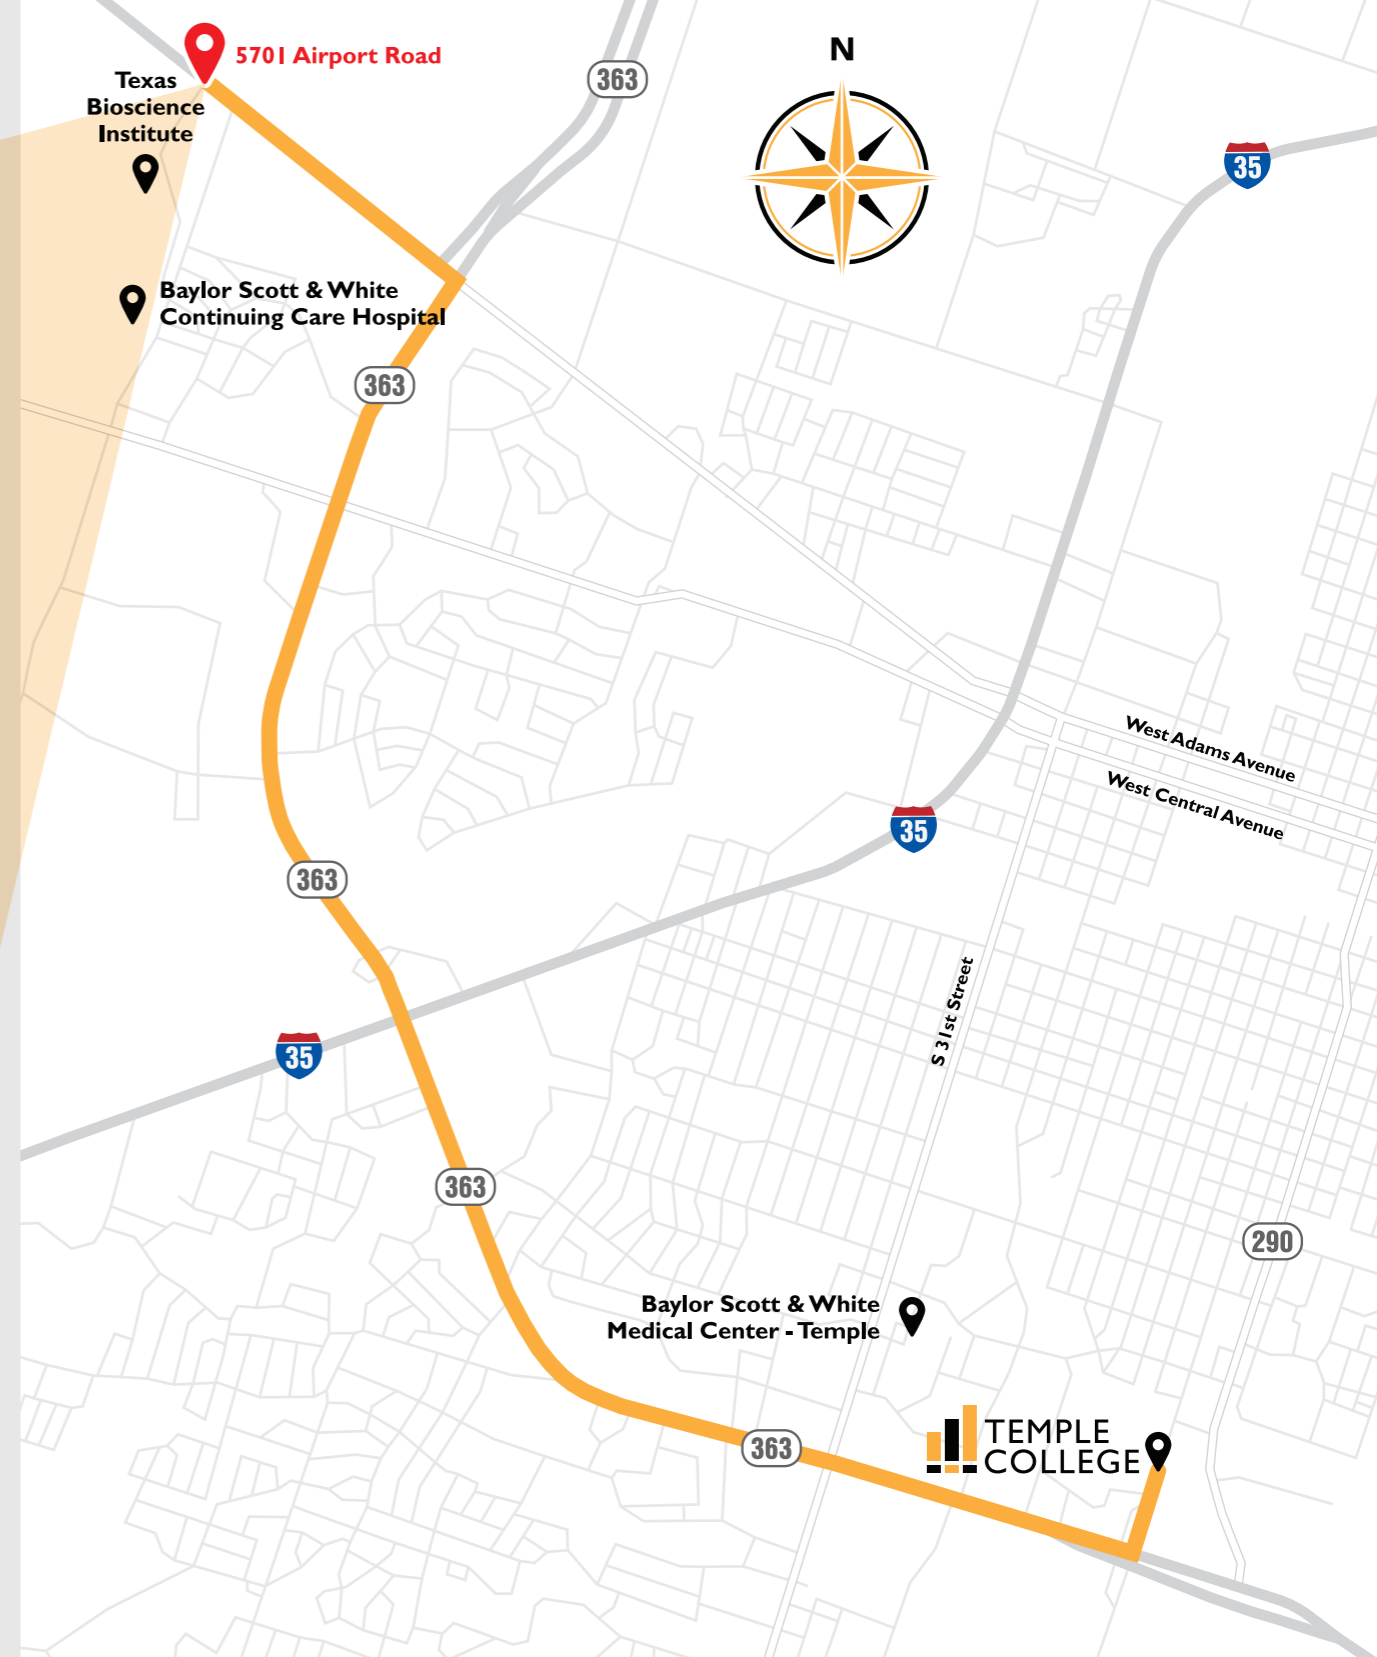 N
5701 Airport Road
363
Texas
Bioscience
Institute
35
Baylor Scott & White
Continuing Care Hospital
363
West Adams Avenue
West Central Avenue
35
363
S 31st Street
35
363
290
Baylor Scott & White
Medical Center - Temple
363
TEMPLE
COLLEGE